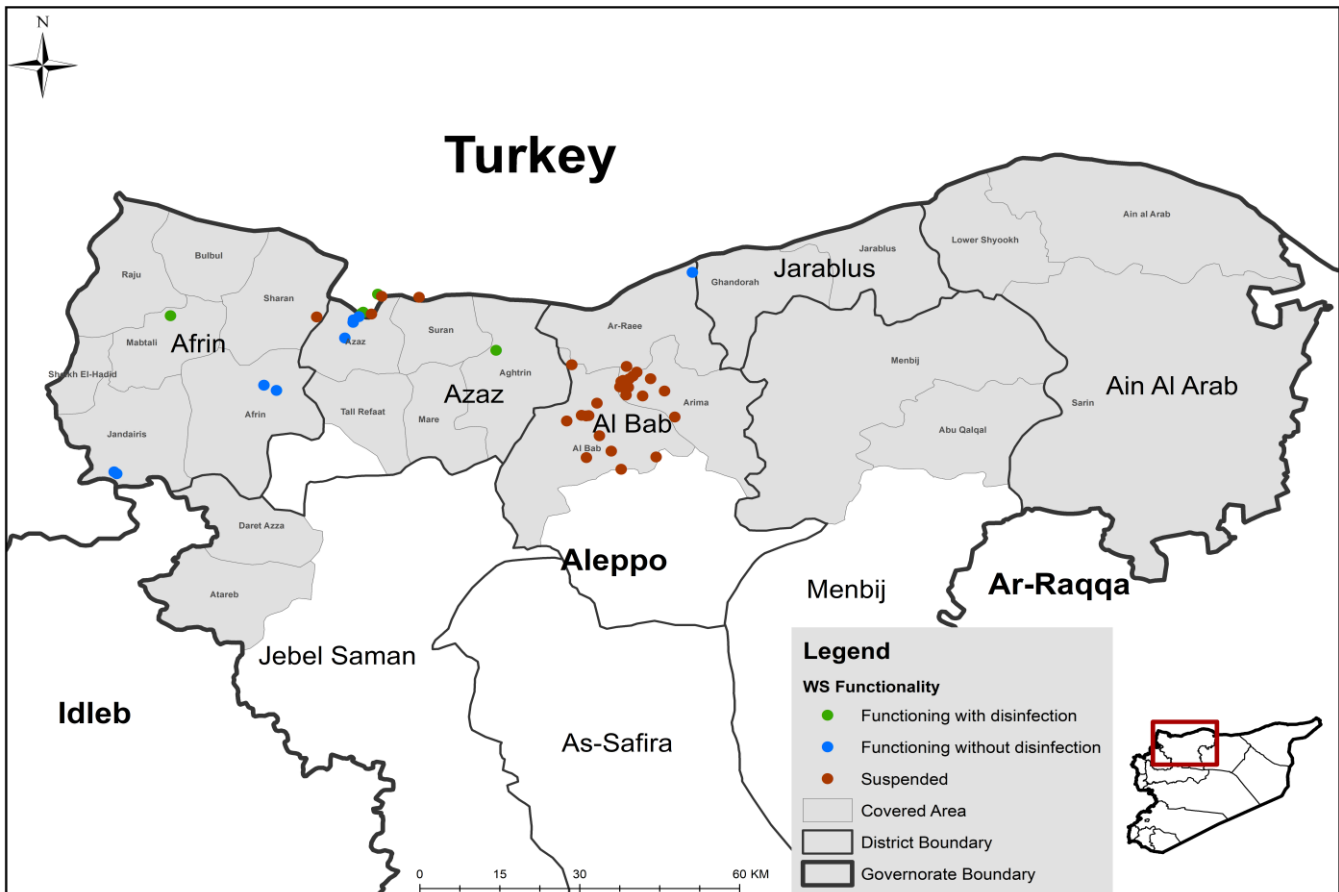 N
Turkey
Ain al Arab
Lower Shyookh
Jarablus
Jarablus
Ghandorah
Bulbul
Raju
Sharan
Ar-Raee
Suran
Azaz
Mabtali
Afrin
Menbij
Sheikh El-Hadid
Aghtrin
Azaz
Ain Al Arab
Sarin
Arima
Tall Refaat
Mare
Afrin
Al Bab
Abu Qalqal
Jandairis
Al Bab
Daret Azza
Aleppo
Ar-Raqqa
Menbij
Atareb
Jebel Saman
Idleb
As-Safira
Legend
WS Functionality
Functioning with disinfection
Functioning without disinfection
Suspended
Covered Area
District Boundary
Governorate Boundary
0 15 30 60 KM